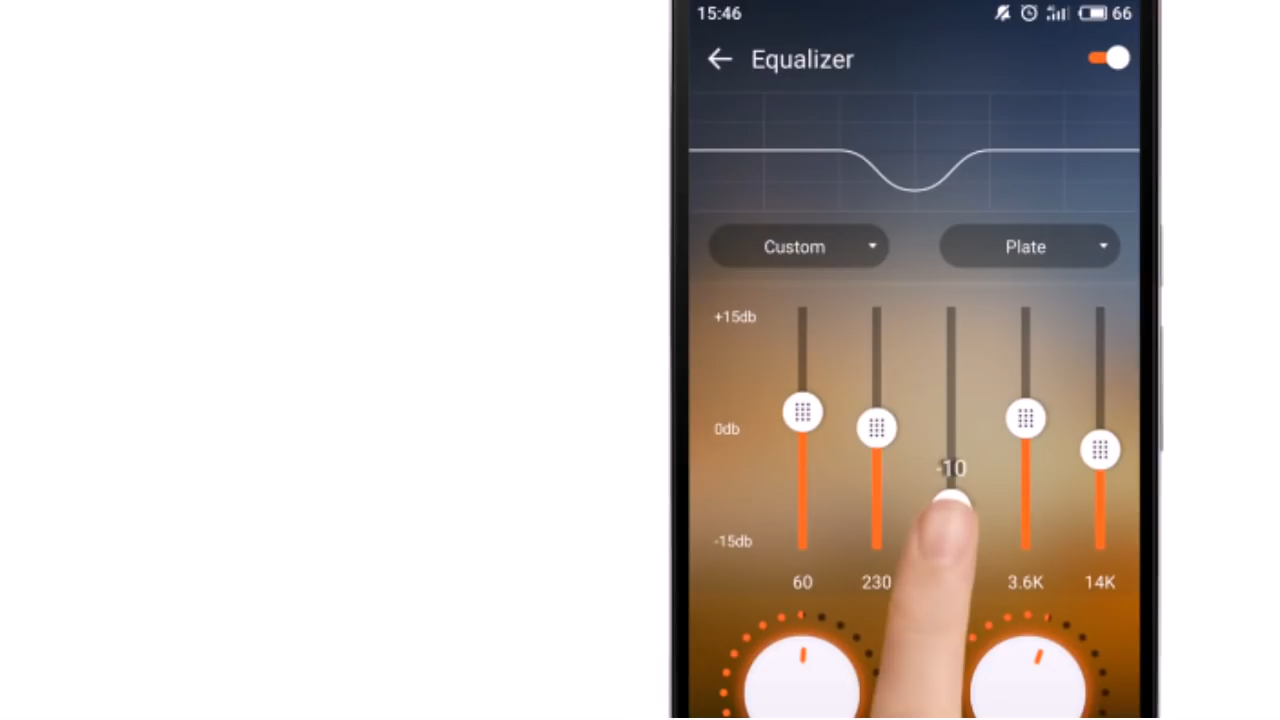 15:46 66
Equalizer
Custom Plate
+15db
0db
-10
-15db
60 230 3.6K 14K